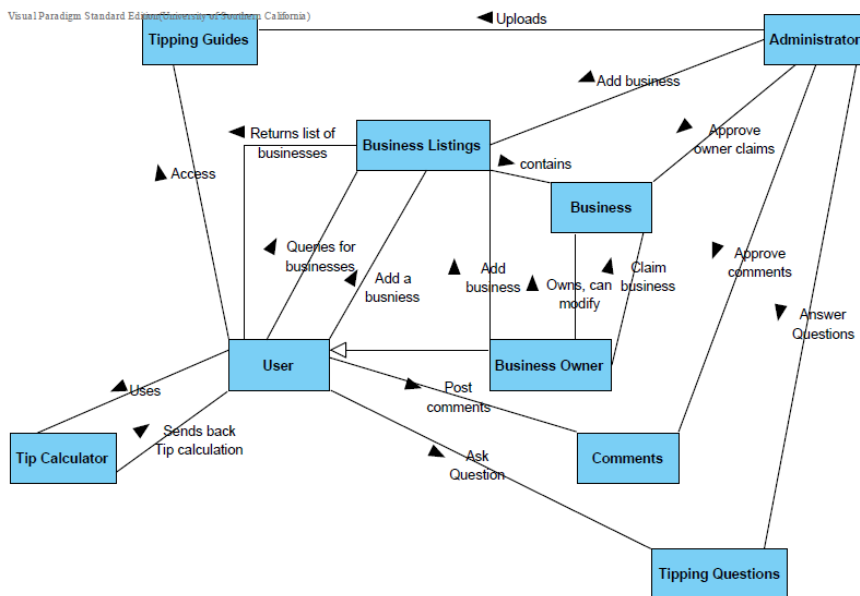 Visual Paradigm Standard Edition(University of Southern California)
Uploads
Tipping Guides
Administrator
Add business
Returns list of
businesses
Business Listings
Approve
owner claims
contains
Access
Business
Queries for
businesses
Add a
busniess
Add
business
Owns, can
modify
Claim
business
Approve
comments
Answer
Questions
User
Business Owner
Uses
Post
comments
Sends back
Tip calculation
Tip Calculator
Comments
Ask
Question
Tipping Questions